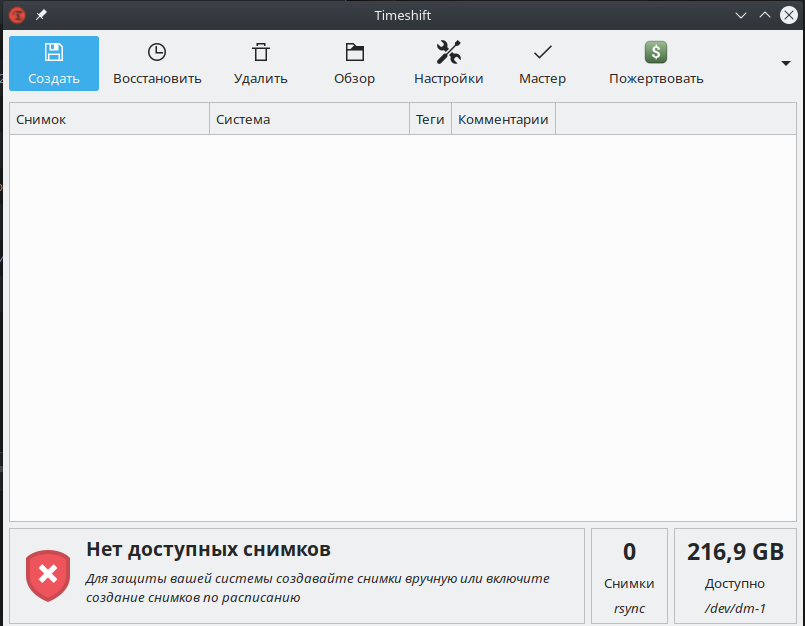 Timeshift
Создать Восстановить Удалить Обзор Настройки Мастер Пожертвовать
Снимок Система Теги Комментарии
Нет доступных снимков
Для защиты вашей системы создавайте снимки вручную или включите
создание снимков по расписанию
0
Снимки
rsync
216,9 GB
Доступно
/dev/dm-1